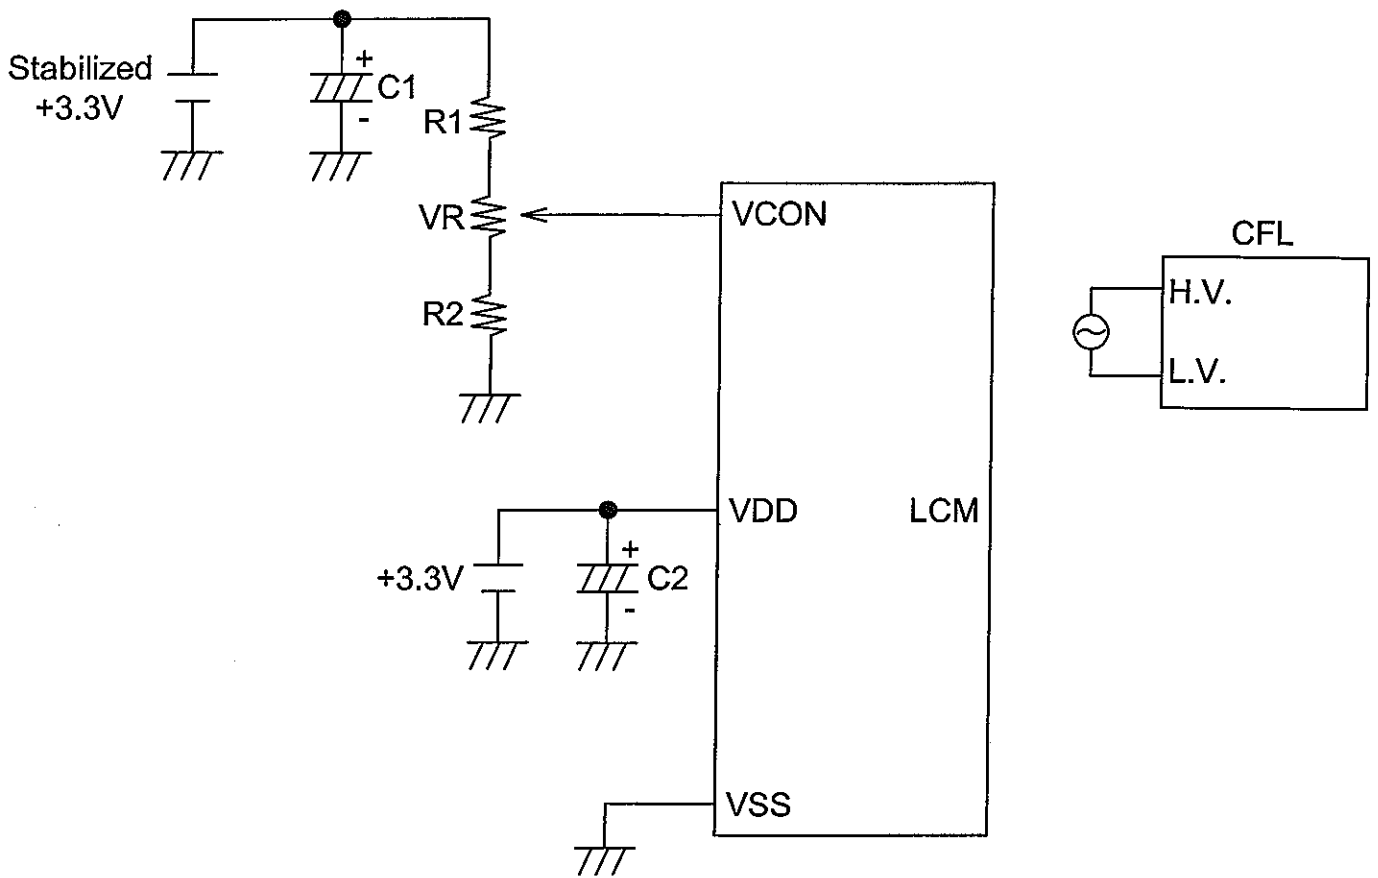 Stabilized
+3.3V
+
C1
-
R1
VR
R2
VCON
CFL
H.V.
L.V.
VDD
LCM
+3.3V
+
C2
-
VSS